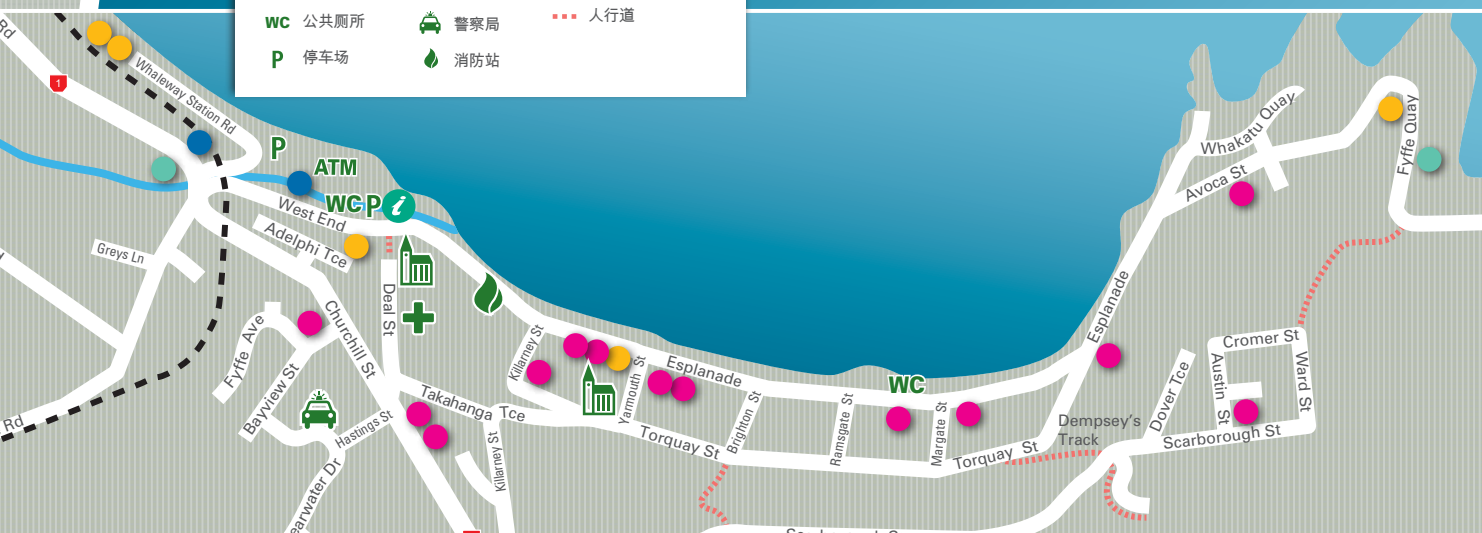 WC 公共厕所
警察局
人行道
P 停车场
消防站
Rd
1
Whaleway Station Rd
P
ATM
WC P i
West End
Adelphi Tce
Greys Ln
Deal St
Churchill St
Fyffe Ave
Bayview St
Hastings St
Rd
Takahanga Tce
Killarney St
Killarney St
Yarmouth St
Esplanade
Torquay St
Brighton St
Ramsgate St
WC
Margate St
Torquay St
Dempsey's
Track
Esplanade
Whakatu Quay
Avoca St
Fyffe Quay
Cromer St
Austin St
Ward St
Dover Tce
Scarborough St
earwater Dr